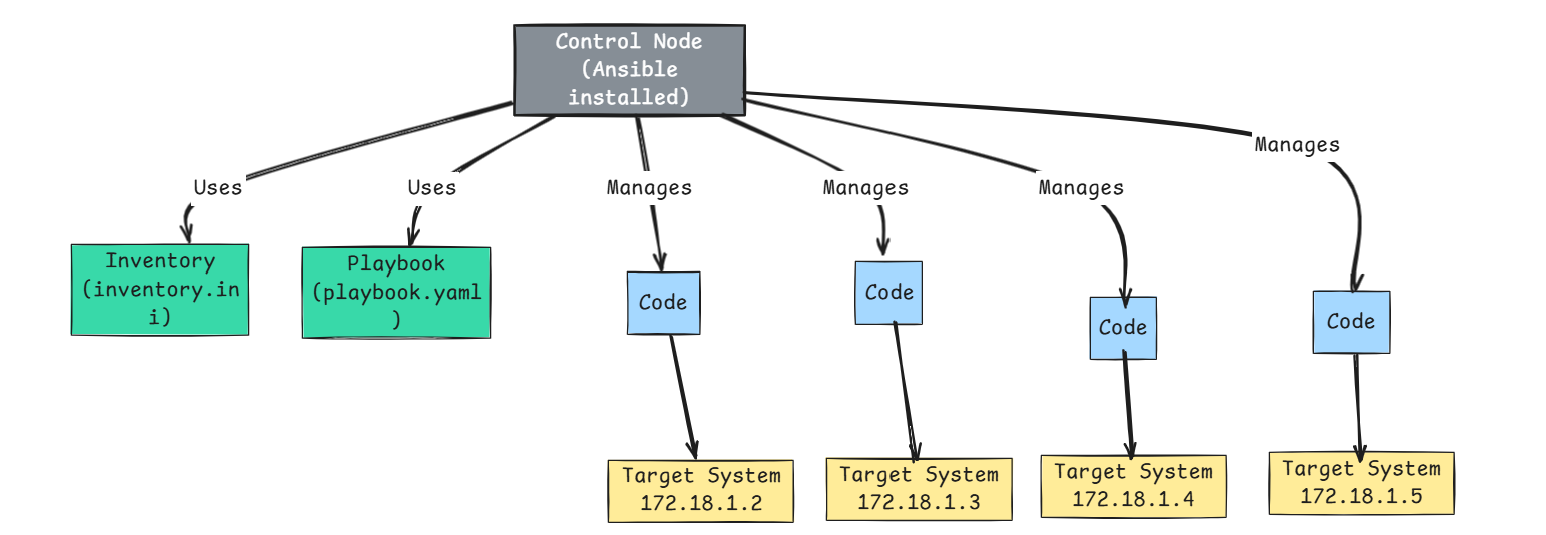 Control Node
(Ansible
installed)
Manages
Uses
Uses
Manages
Manages
Manages
Inventory
(inventory.in
i)
Playbook
(playbook.yaml
)
Code
Code
Code
Code
Target System
172.18.1.2
Target System
172.18.1.3
Target System
172.18.1.4
Target System
172.18.1.5